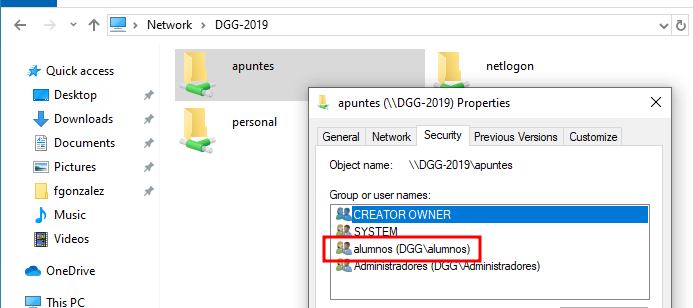 Network > DGG-2019
Quick access
Desktop
Downloads
Documents
Pictures
fgonzalez
Music
Videos
OneDrive
This PC
apuntes
netlogon
personal
apuntes (\\DGG-2019) Properties
General Network Security Previous Versions Customize
Object name: \\DGG-2019\apuntes
Group or user names:
CREATOR OWNER
SYSTEM
alumnos (DGG\alumnos)
Administradores (DGG\Administradores)